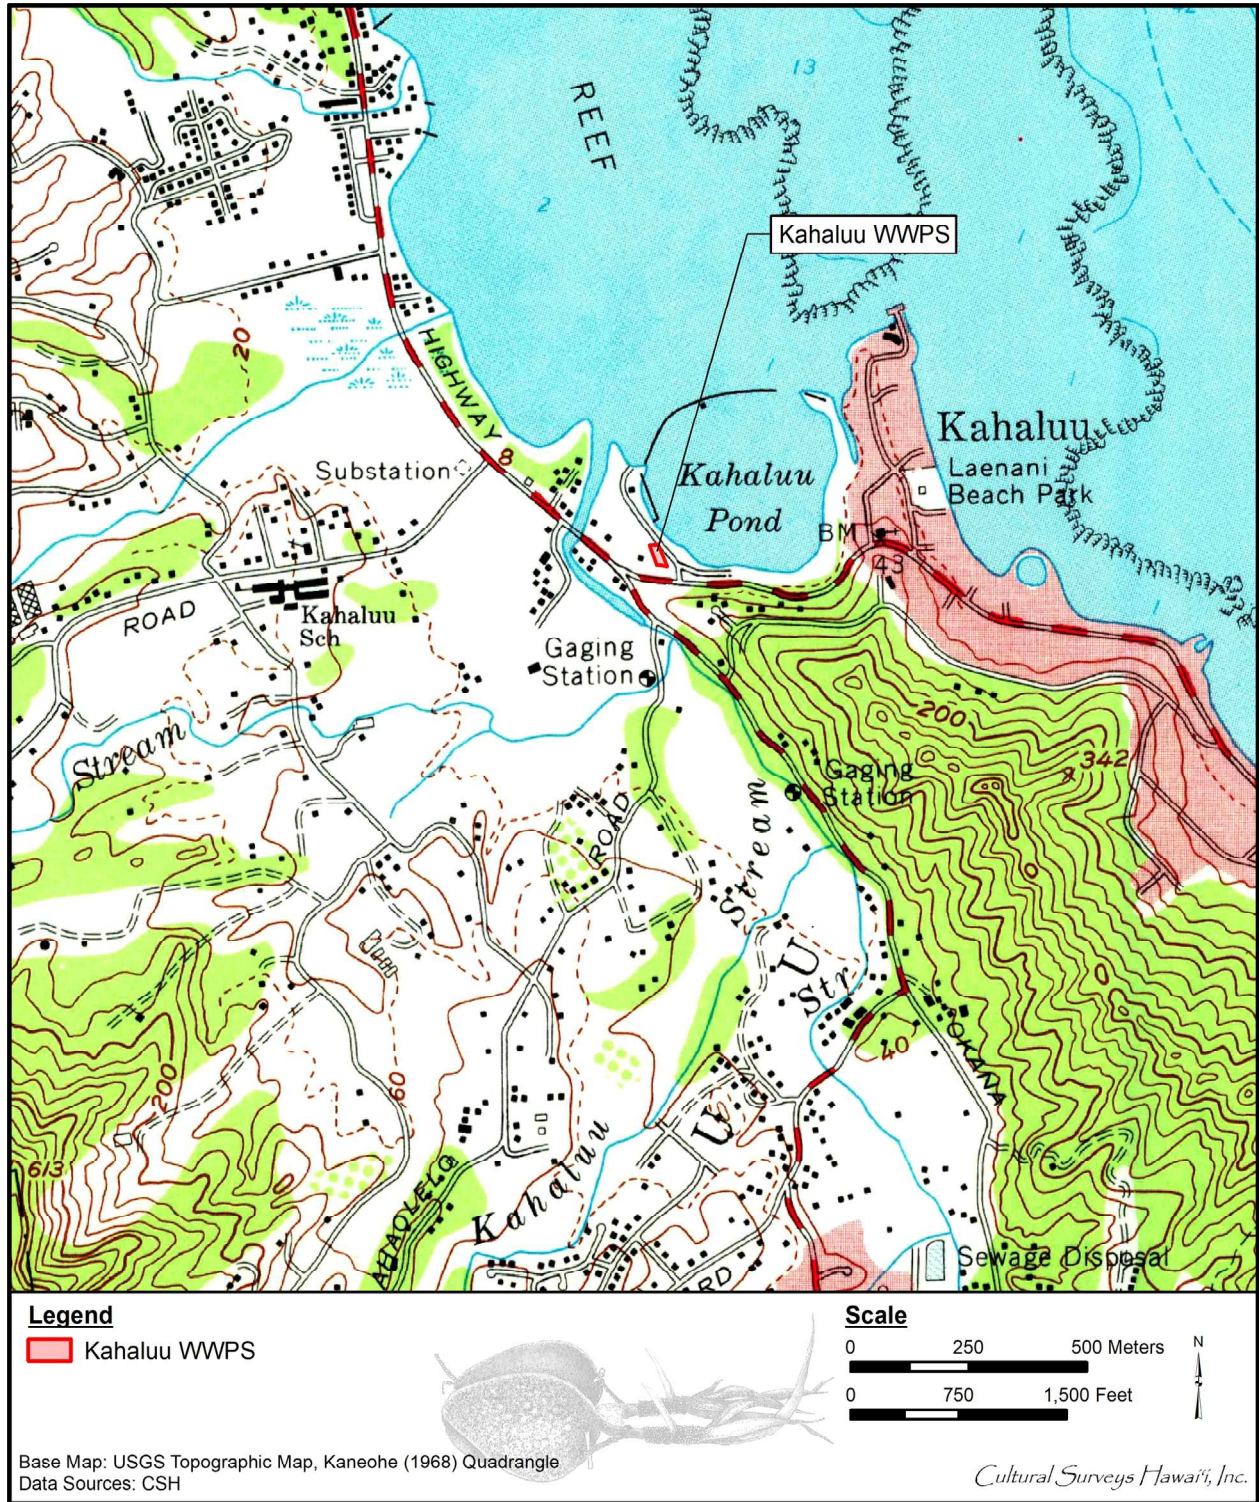 42
13
REEF
2
Kahaluu WWPS
20
HIGHWAY
8
Kahaluu
Laenani
Beach Park
Substation
Kahaluu
Pond
BM
43
ROAD
Kahaluu
Sch
Gaging
Station
200
342
Stream
Gaging
Station
ROAD
Stream
U
Str
40
OKANA
200
60
U
613
AHAOLELO
Kahaluu
RD
Sewage Disposal
Legend
Kahaluu WWPS
Scale
0 250 500 Meters
0 750 1,500 Feet
N
Base Map: USGS Topographic Map, Kaneohe (1968) Quadrangle
Data Sources: CSH
Cultural Surveys Hawai'i, Inc.